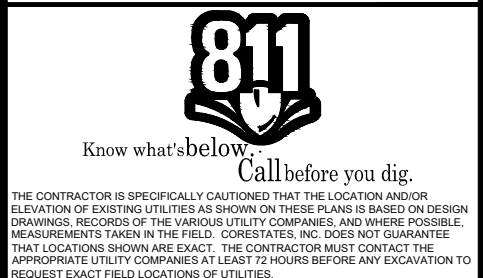 811
Know what's below.
Call before you dig.
THE CONTRACTOR IS SPECIFICALLY CAUTIONED THAT THE LOCATION AND/OR
ELEVATION OF EXISTING UTILITIES AS SHOWN ON THESE PLANS IS BASED ON DESIGN
DRAWINGS, RECORDS OF THE VARIOUS UTILITY COMPANIES, AND WHERE POSSIBLE,
MEASUREMENTS TAKEN IN THE FIELD. CORESTATES, INC. DOES NOT GUARANTEE
THAT LOCATIONS SHOWN ARE EXACT. THE CONTRACTOR MUST CONTACT THE
APPROPRIATE UTILITY COMPANIES AT LEAST 72 HOURS BEFORE ANY EXCAVATION TO
REQUEST EXACT FIELD LOCATIONS OF UTILITIES.